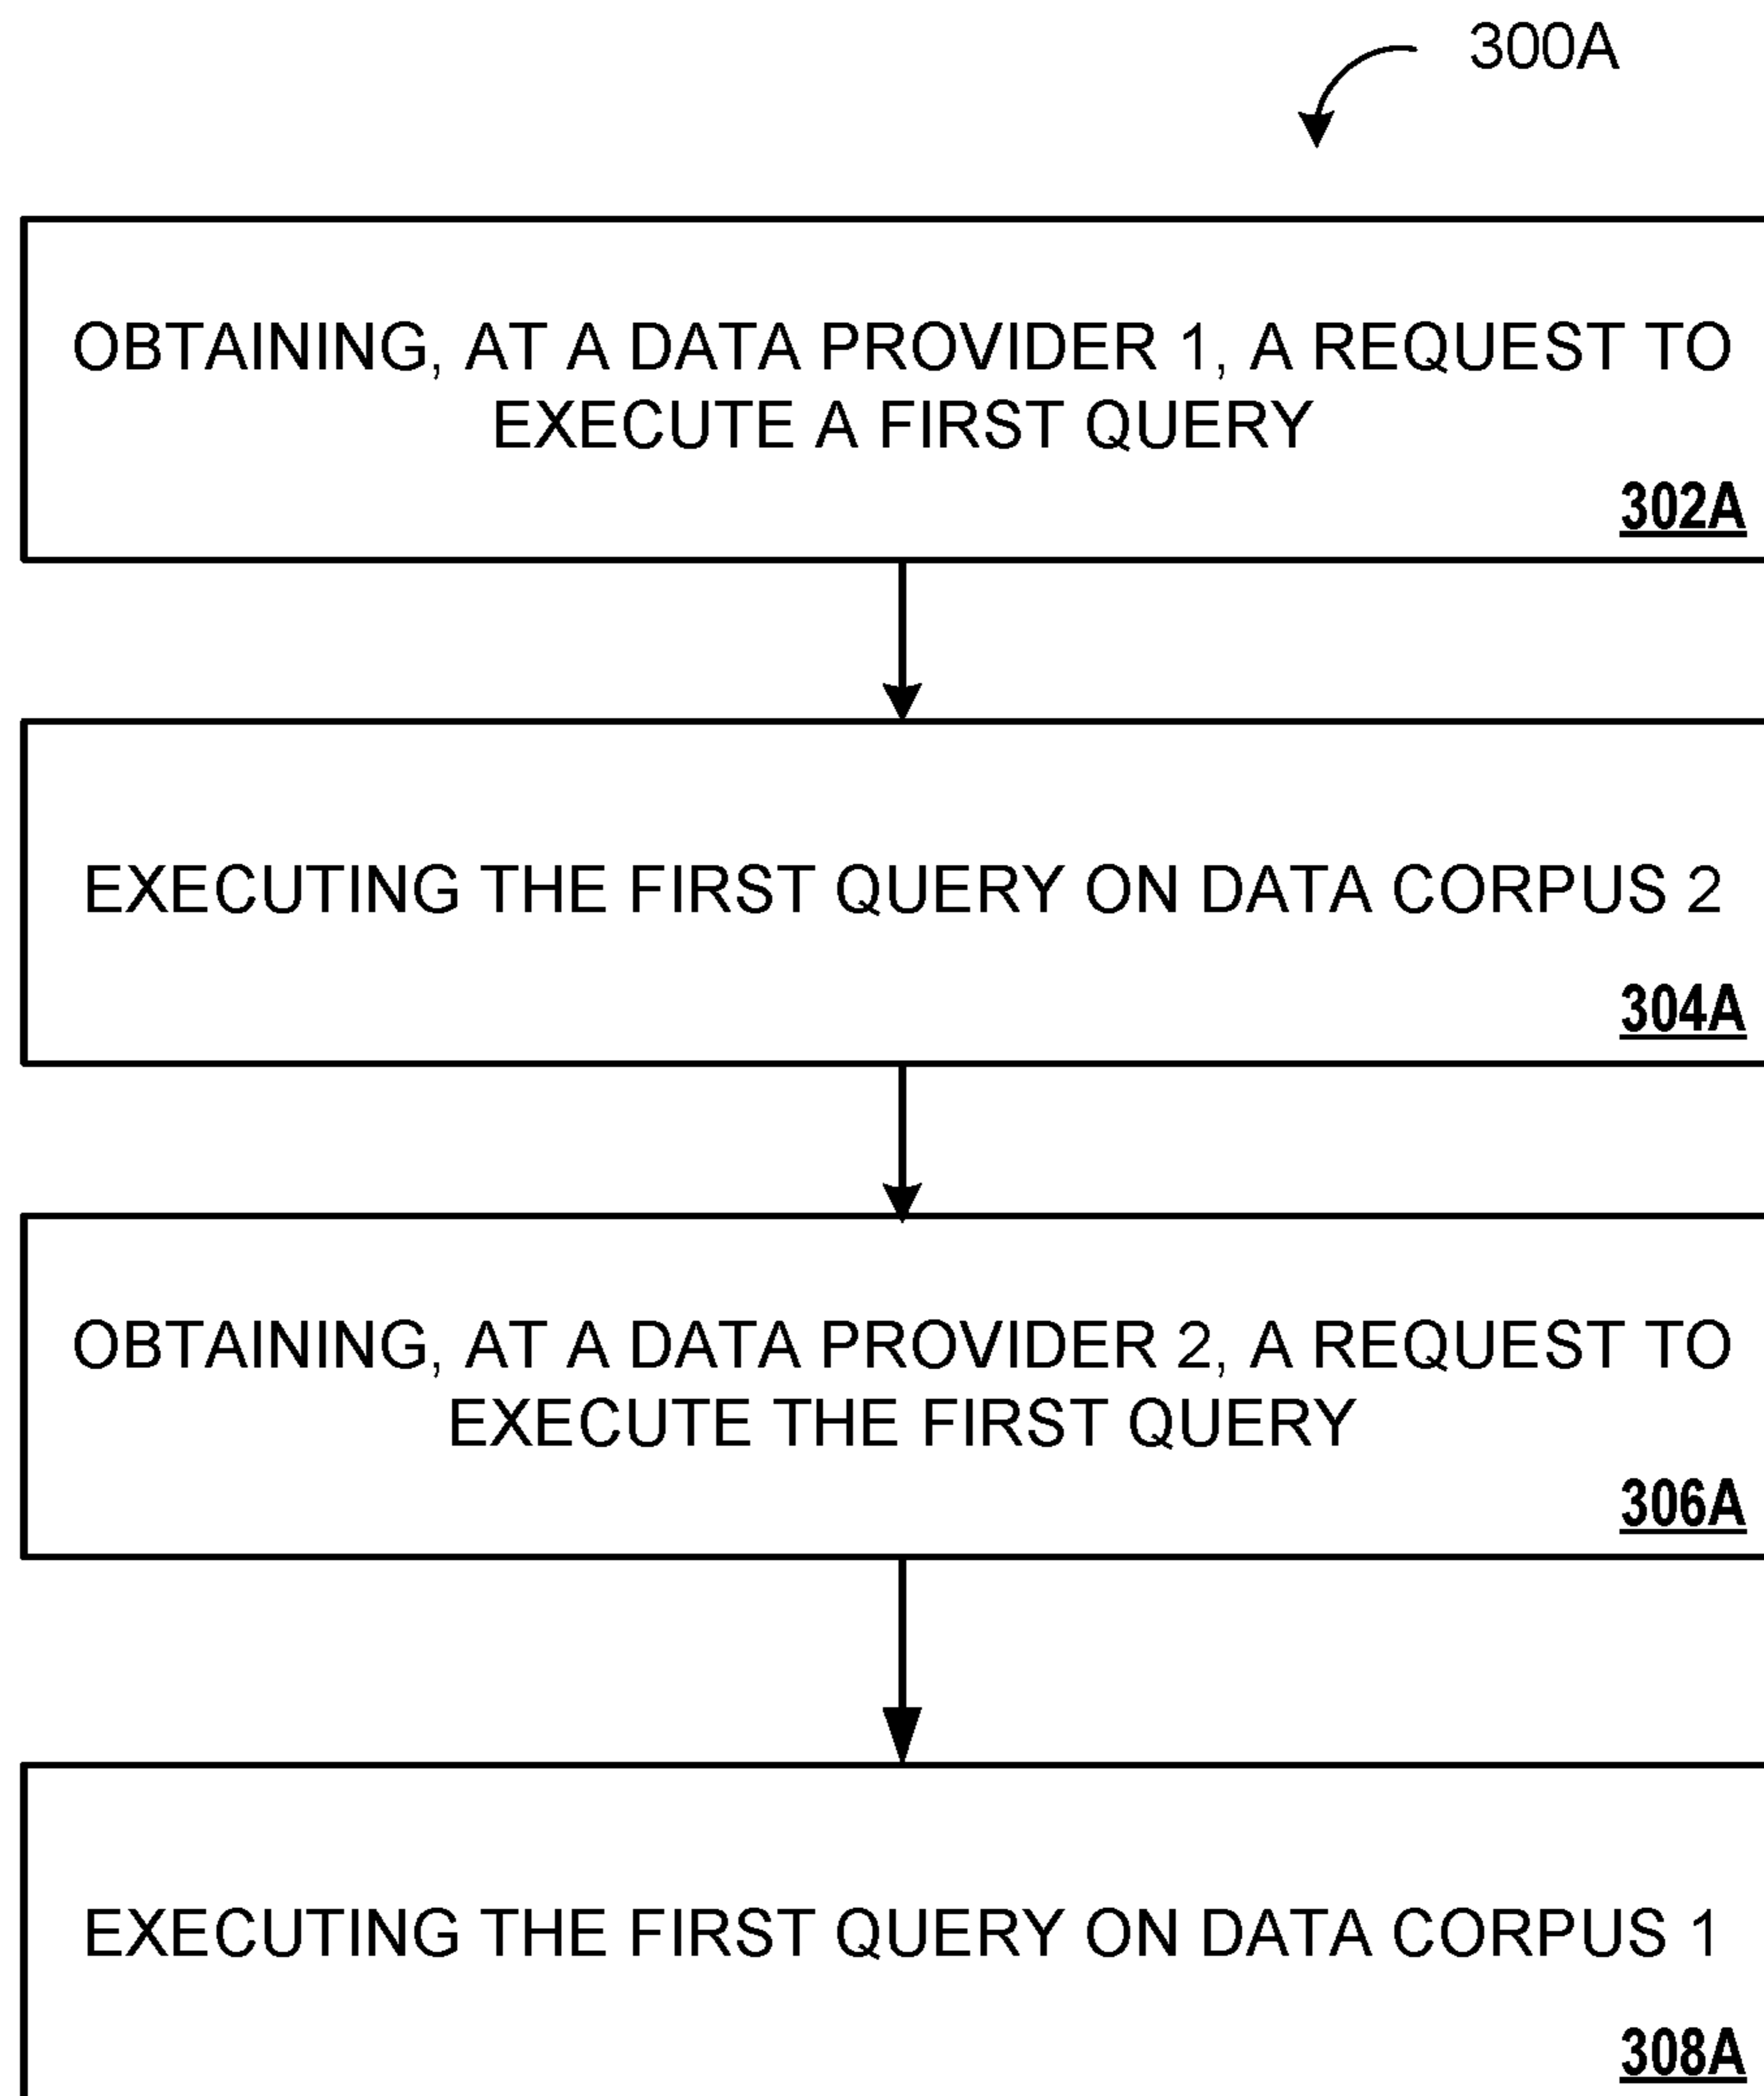 300A
OBTAINING, AT A DATA PROVIDER 1, A REQUEST TO
EXECUTE A FIRST QUERY
302A
EXECUTING THE FIRST QUERY ON DATA CORPUS 2
304A
OBTAINING, AT A DATA PROVIDER 2, A REQUEST TO
EXECUTE THE FIRST QUERY
306A
EXECUTING THE FIRST QUERY ON DATA CORPUS 1
308A